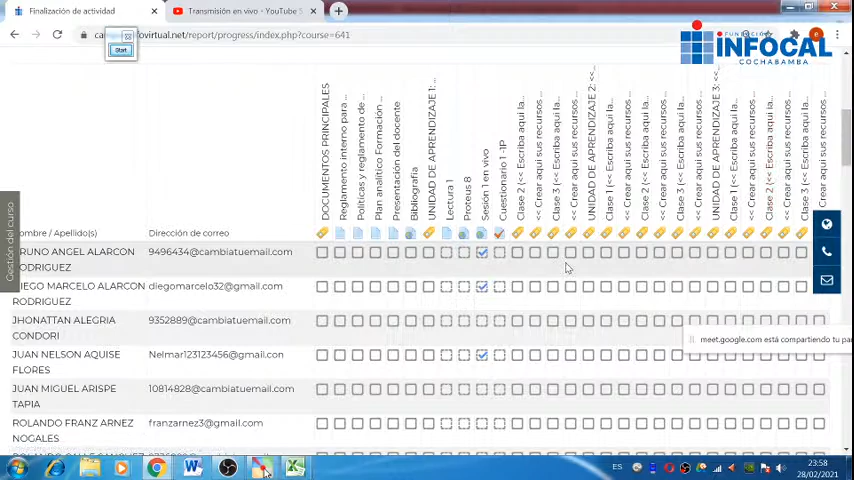 Finalización de actividad
Transmisión en vivo - YouTube S
infovirtual.net/report/progress/index.php?course=641
Start
INFOCAL
COCHABAMBA
DOCUMENTOS PRINCIPALES
Reglamento interno para ...
Politicas y reglamento de...
Plan analítico Formación ...
Presentación del docente
Bibliografía
UNIDAD DE APRENDIZAJE 1: ...
Lectura 1
Proteus 8
Sesión 1 en vivo
Cuestionario 1 -1P
Clase 2 (<< Escriba aquí la...
Clase 3 (<< Escriba aquí la...
<< Crear aquí sus recursos ...
UNIDAD DE APRENDIZAJE 2: <<...
Clase 1 (<< Escriba aquí la...
<< Crear aquí sus recursos ...
Clase 2 (<< Escriba aquí la...
<< Crear aquí sus recursos ...
Clase 3 (<< Escriba aquí la...
<< Crear aquí sus recursos ...
UNIDAD DE APRENDIZAJE 3: <<...
Clase 1 (<< Escriba aquí la...
<< Crear aquí sus recursos ...
Clase 2 (<< Escriba aquí la...
<< Crear aquí sus recursos ...
Clase 3 (<< Escriba aquí la...
<< Crear aquí sus recursos ...
Gestión del curso
ombre / Apellido(s) Dirección de correo
RUNO ANGEL ALARCON 9496434@cambiatuemail.com
RODRIGUEZ
IEGO MARCELO ALARCON diegomarcelo32@gmail.com
RODRIGUEZ
JHONATTAN ALEGRIA 9352889@cambiatuemail.com
CONDORI
meet.google.com está compartiendo tu pa
JUAN NELSON AQUISE Nelmar123123456@gmail.con
FLORES
JUAN MIGUEL ARISPE 10814828@cambiatuemail.com
TAPIA
ROLANDO FRANZ ARNEZ franzarnez3@gmail.com
NOGALES
ES
23:58
28/02/2021